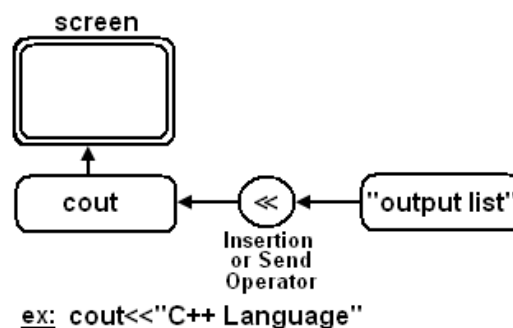 screen
cout
≪
"output list"
Insertion
or Send
Operator
ex: cout<<"C++ Language"